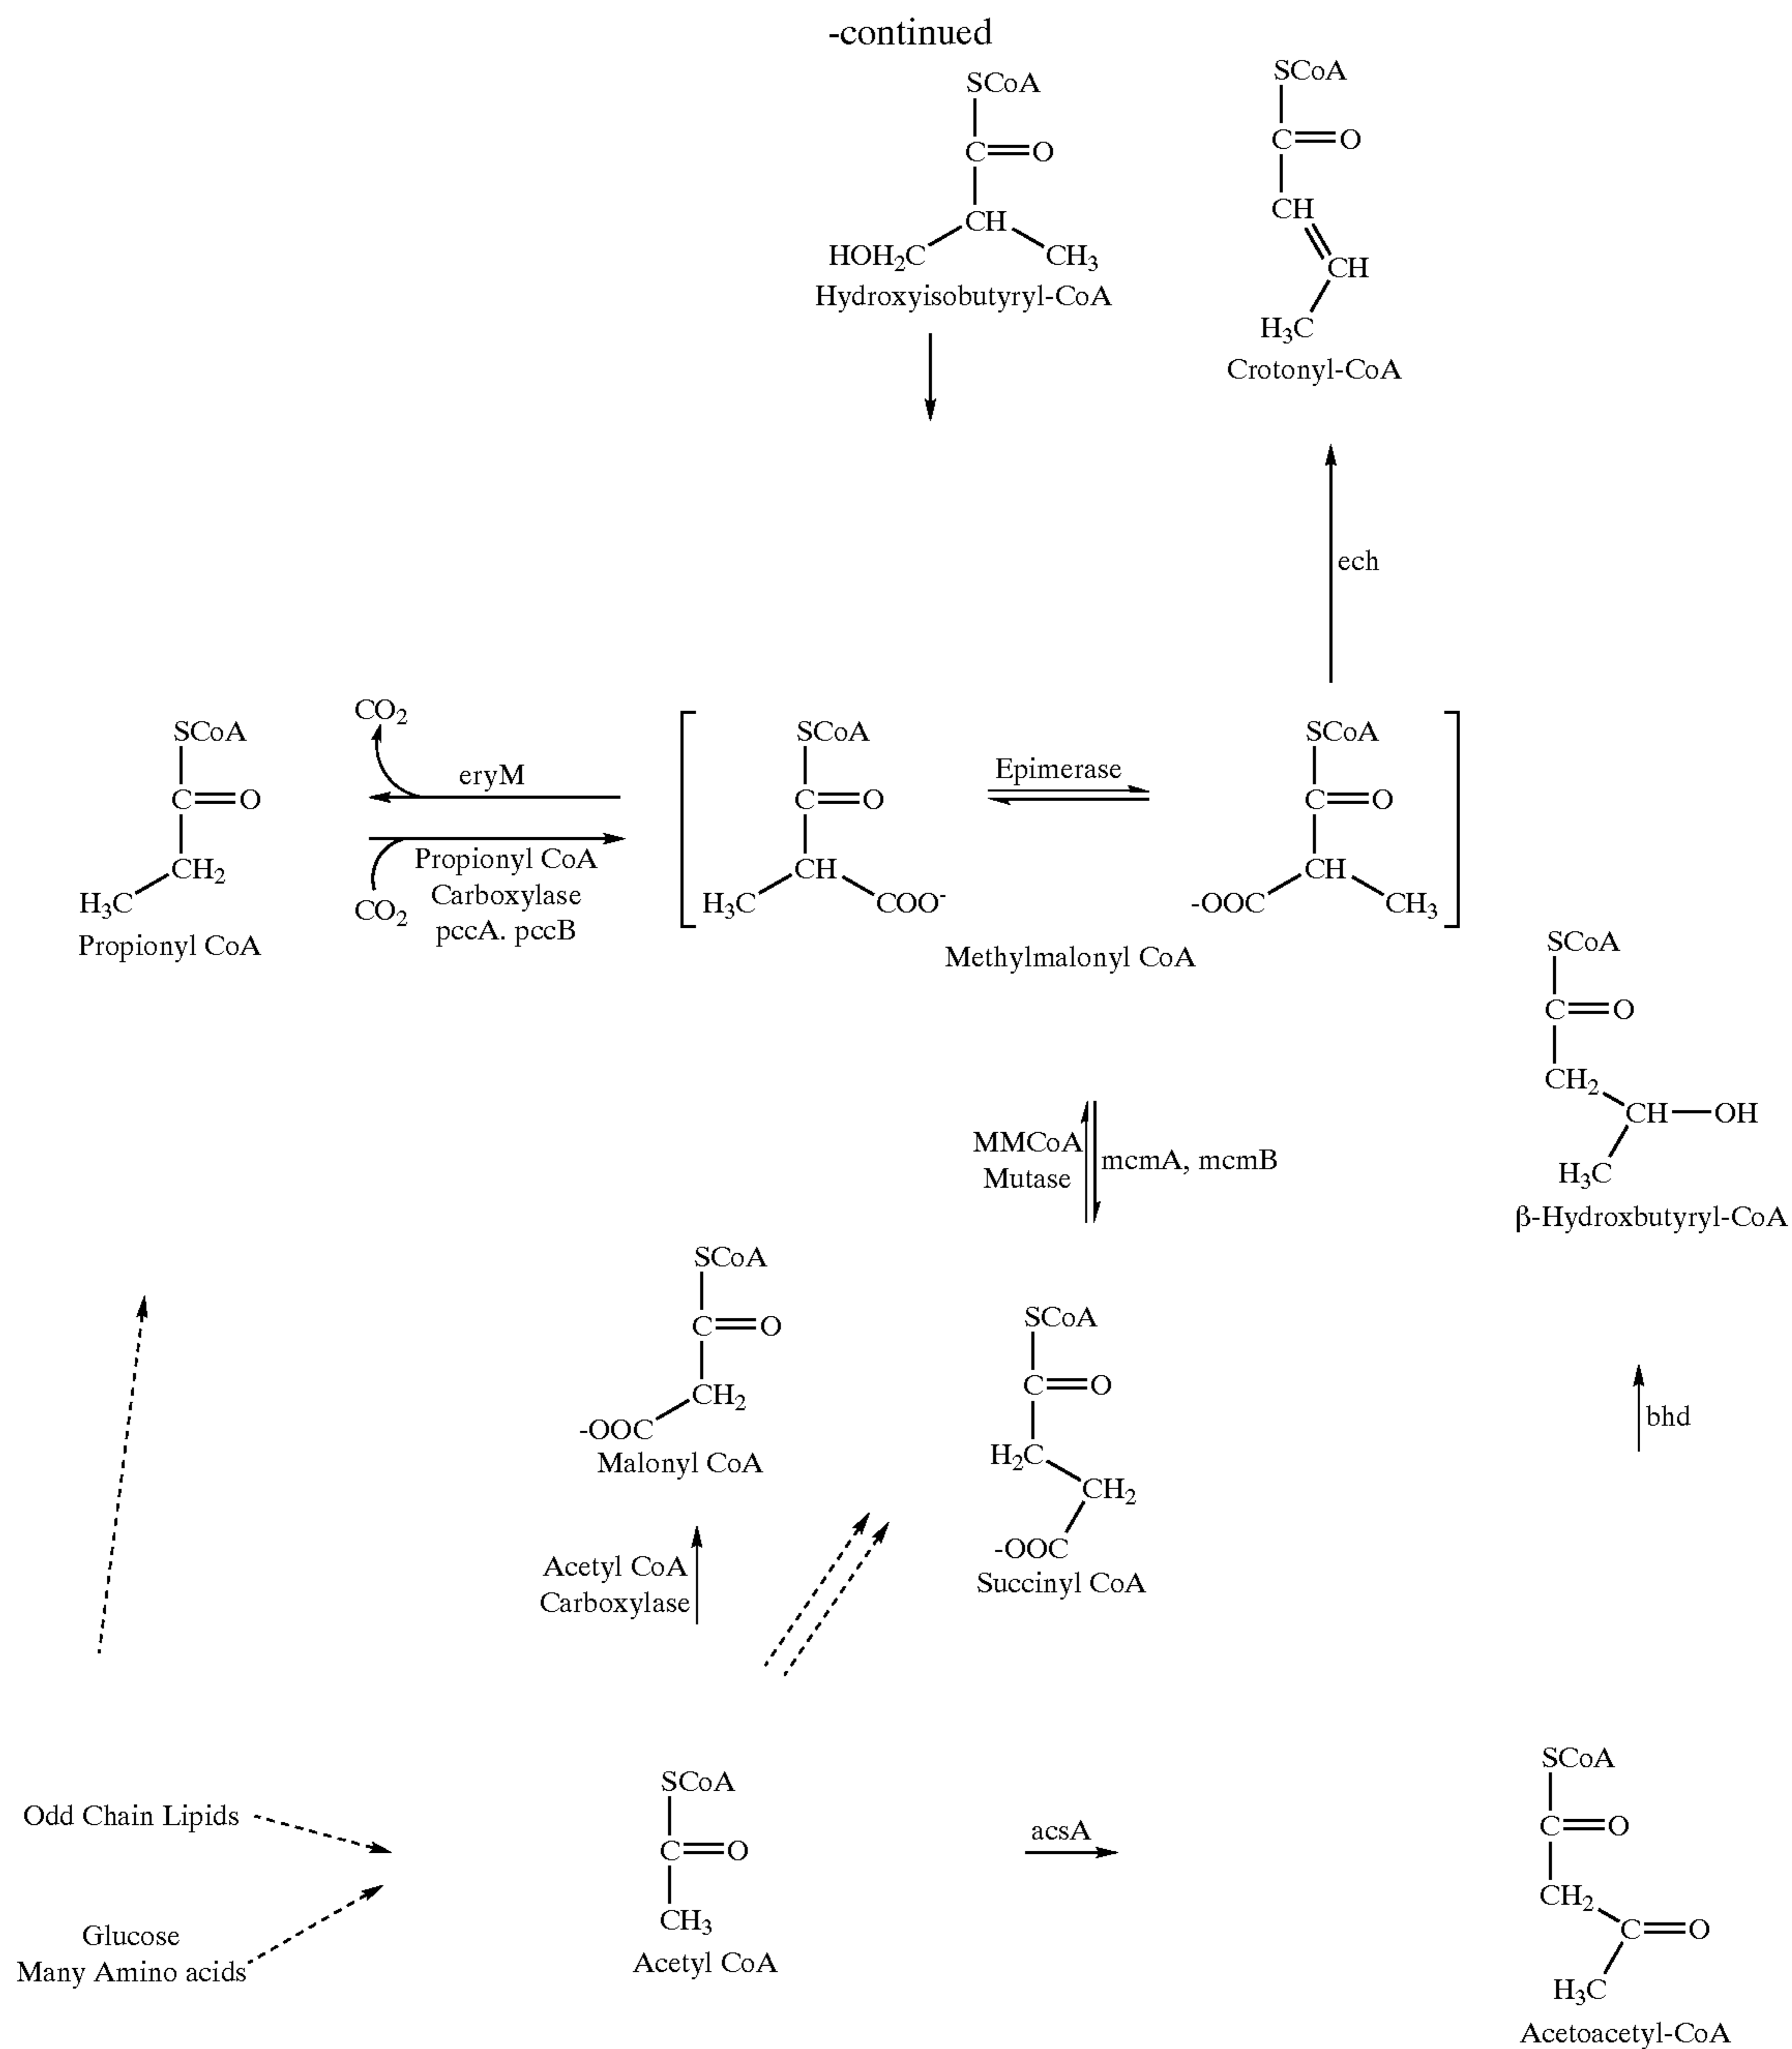 -continued
SCoA
C=O
CH
HOH₂C CH₃
Hydroxyisobutyryl-CoA
SCoA
C=O
CH
CH
H₃C
Crotonyl-CoA
ech
SCoA
C=O
CH₂
H₃C
Propionyl CoA
CO₂
eryM
Propionyl CoA
Carboxylase
pccA. pccB
CO₂
SCoA
C=O
CH
H₃C COO⁻
Epimerase
SCoA
C=O
CH
-OOC CH₃
Methylmalonyl CoA
SCoA
C=O
CH₂
CH—OH
H₃C
β-Hydroxbutyryl-CoA
MMCoA
Mutase
mcmA, mcmB
SCoA
C=O
CH₂
-OOC
Malonyl CoA
SCoA
C=O
H₂C
CH₂
-OOC
Succinyl CoA
bhd
Acetyl CoA
Carboxylase
Odd Chain Lipids
Glucose
Many Amino acids
SCoA
C=O
CH₃
Acetyl CoA
acsA
SCoA
C=O
CH₂
C=O
H₃C
Acetoacetyl-CoA